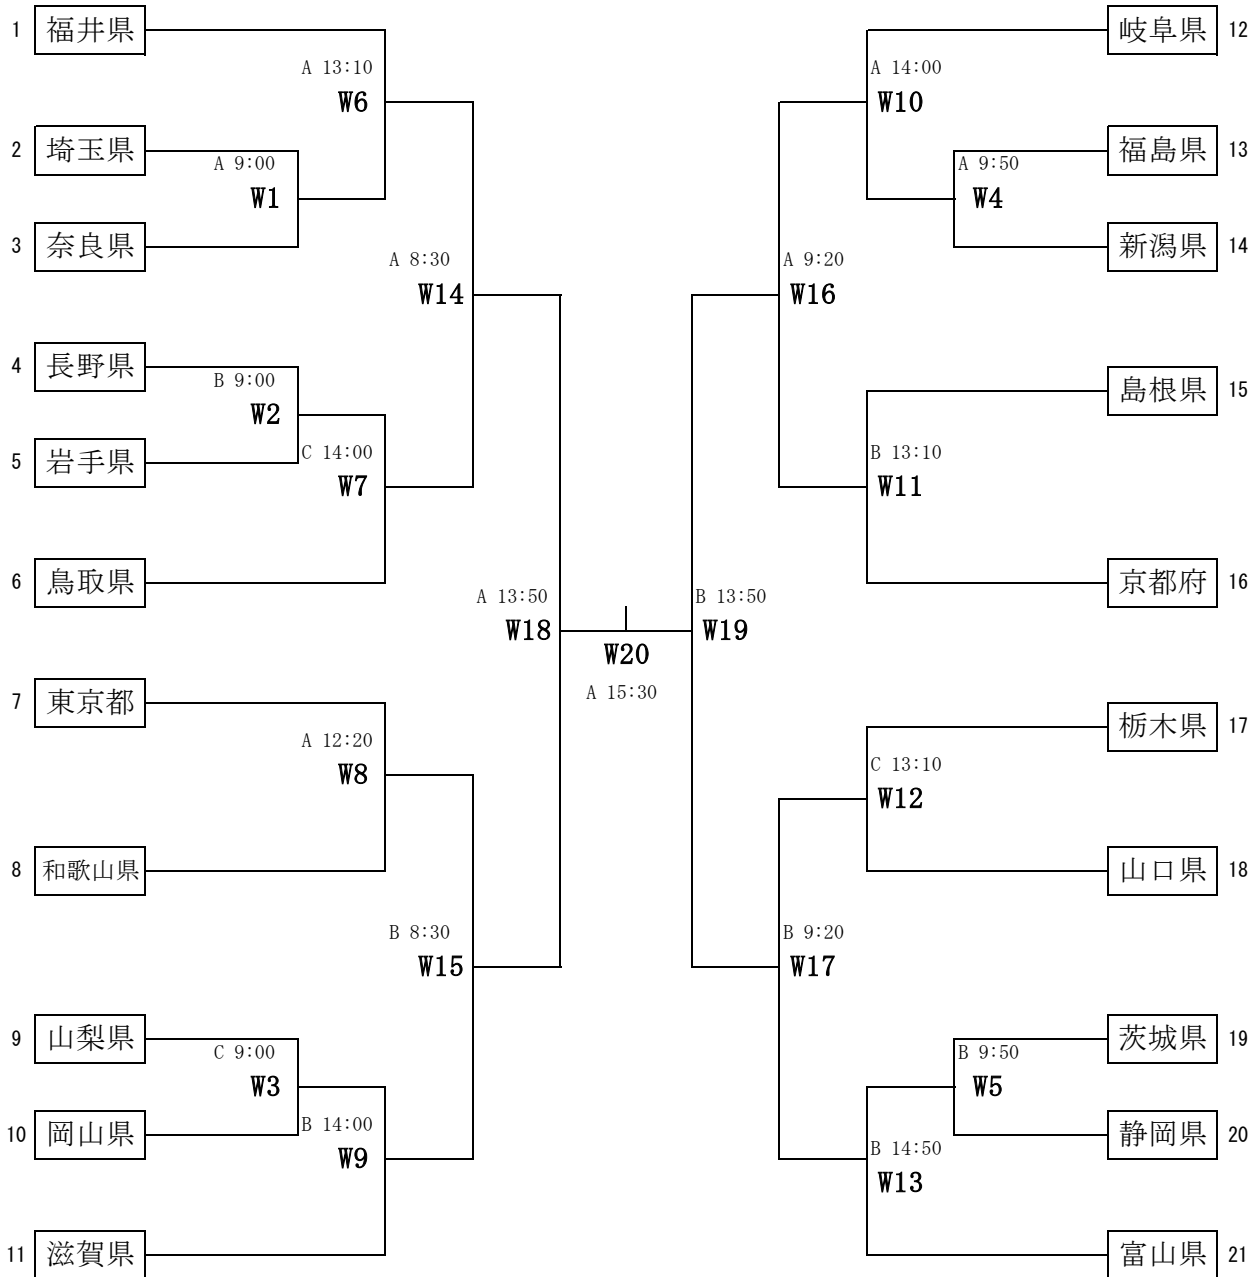 1 福井県
A 13:10
W6
2 埼玉県
A 9:00
W1
3 奈良県
A 8:30
W14
4 長野県
B 9:00
W2
5 岩手県
C 14:00
W7
6 鳥取県
A 13:50
W18
7 東京都
A 12:20
W8
8 和歌山県
B 8:30
W15
9 山梨県
C 9:00
W3
10 岡山県
B 14:00
W9
11 滋賀県
W20
A 15:30
岐阜県 12
A 14:00
W10
福島県 13
A 9:50
W4
新潟県 14
A 9:20
W16
島根県 15
B 13:10
W11
京都府 16
B 13:50
W19
栃木県 17
C 13:10
W12
山口県 18
B 9:20
W17
茨城県 19
B 9:50
W5
静岡県 20
B 14:50
W13
富山県 21